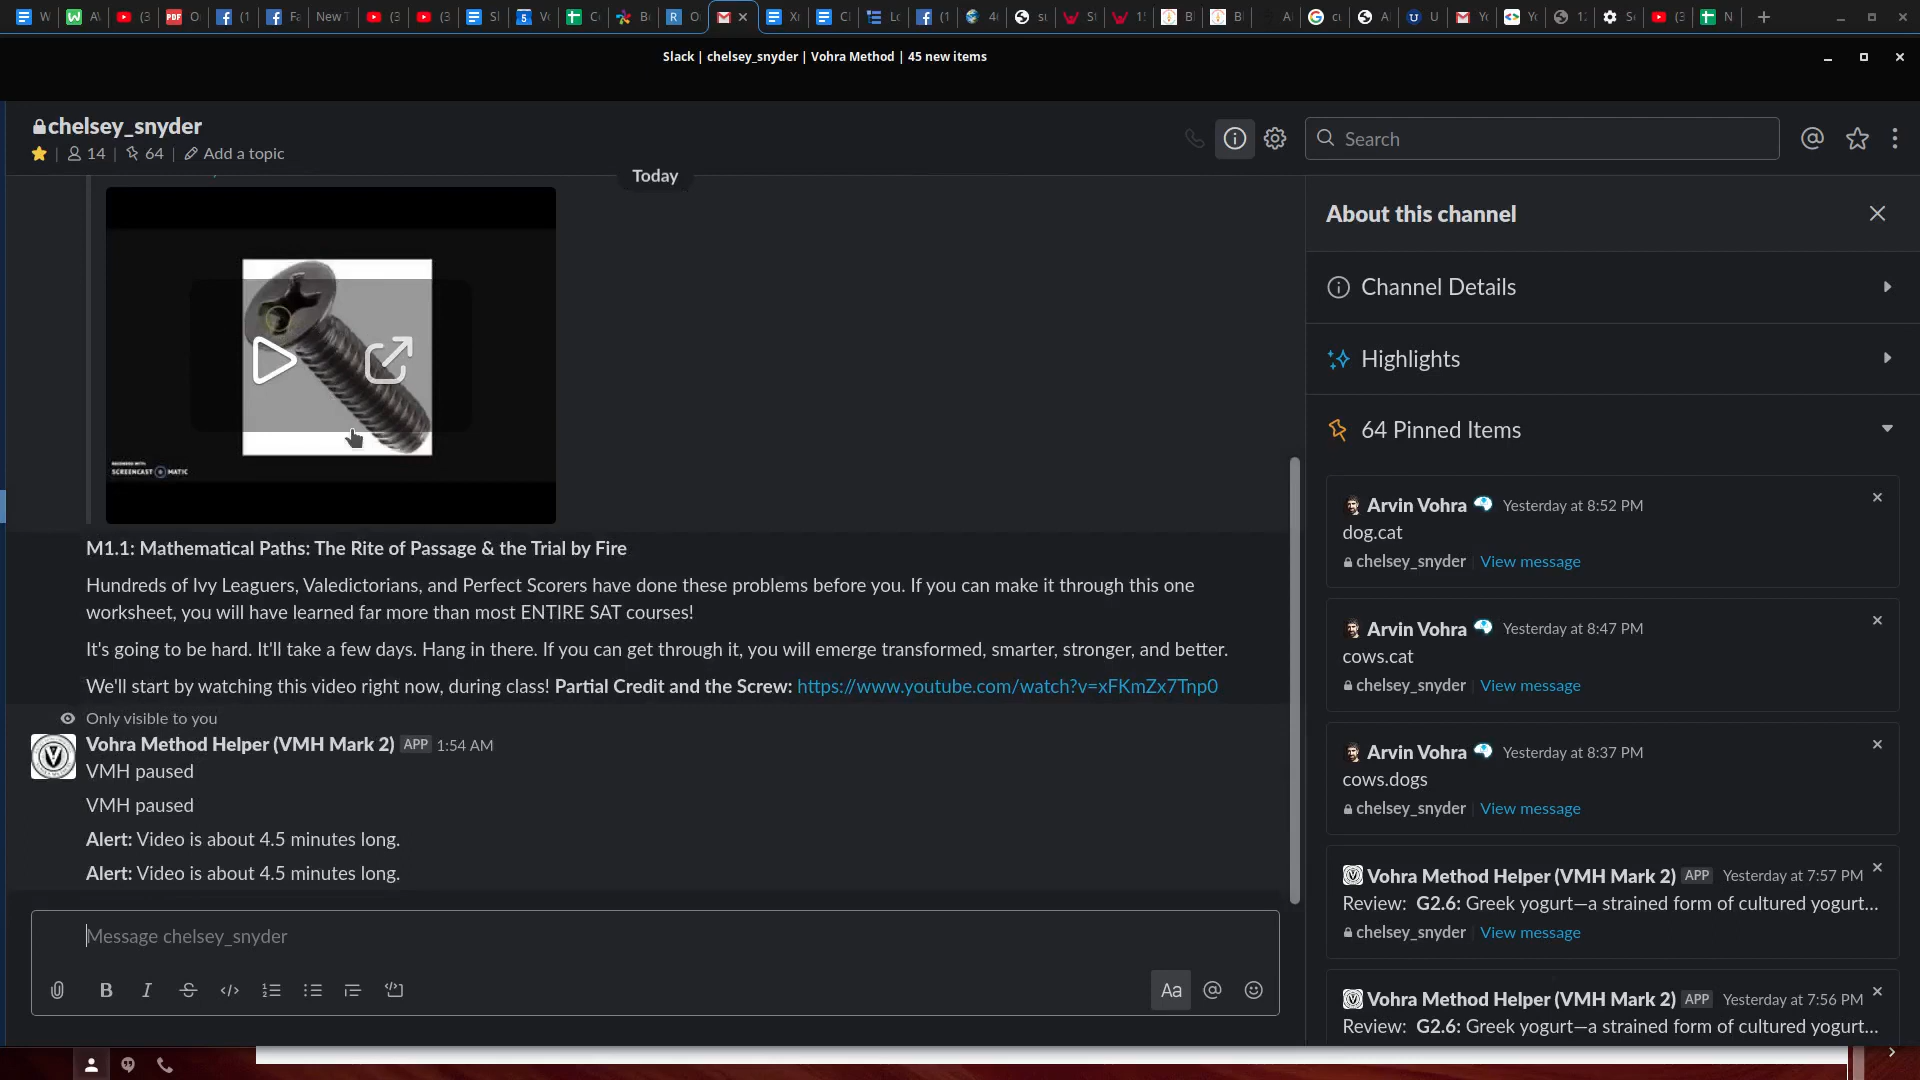 Slack | chelsey_snyder | Vohra Method | 45 new items
chelsey_snyder
14 | 64 | Add a topic
Search
Today
RECORDED WITH
SCREENCAST MATIC
M1.1: Mathematical Paths: The Rite of Passage & the Trial by Fire
Hundreds of Ivy Leaguers, Valedictorians, and Perfect Scorers have done these problems before you. If you can make it through this one
worksheet, you will have learned far more than most ENTIRE SAT courses!
It's going to be hard. It'll take a few days. Hang in there. If you can get through it, you will emerge transformed, smarter, stronger, and better.
We'll start by watching this video right now, during class! Partial Credit and the Screw: https://www.youtube.com/watch?v=xFKmZx7Tnp0
Only visible to you
Vohra Method Helper (VMH Mark 2) APP 1:54 AM
VMH paused
VMH paused
Alert: Video is about 4.5 minutes long.
Alert: Video is about 4.5 minutes long.
Message chelsey_snyder
Aa
About this channel
Channel Details
Highlights
64 Pinned Items
Arvin Vohra Yesterday at 8:52 PM
dog.cat
chelsey_snyder | View message
Arvin Vohra Yesterday at 8:47 PM
cows.cat
chelsey_snyder | View message
Arvin Vohra Yesterday at 8:37 PM
cows.dogs
chelsey_snyder | View message
Vohra Method Helper (VMH Mark 2) APP Yesterday at 7:57 PM
Review: G2.6: Greek yogurt—a strained form of cultured yogurt...
chelsey_snyder | View message
Vohra Method Helper (VMH Mark 2) APP Yesterday at 7:56 PM
Review: G2.6: Greek yogurt—a strained form of cultured yogurt...